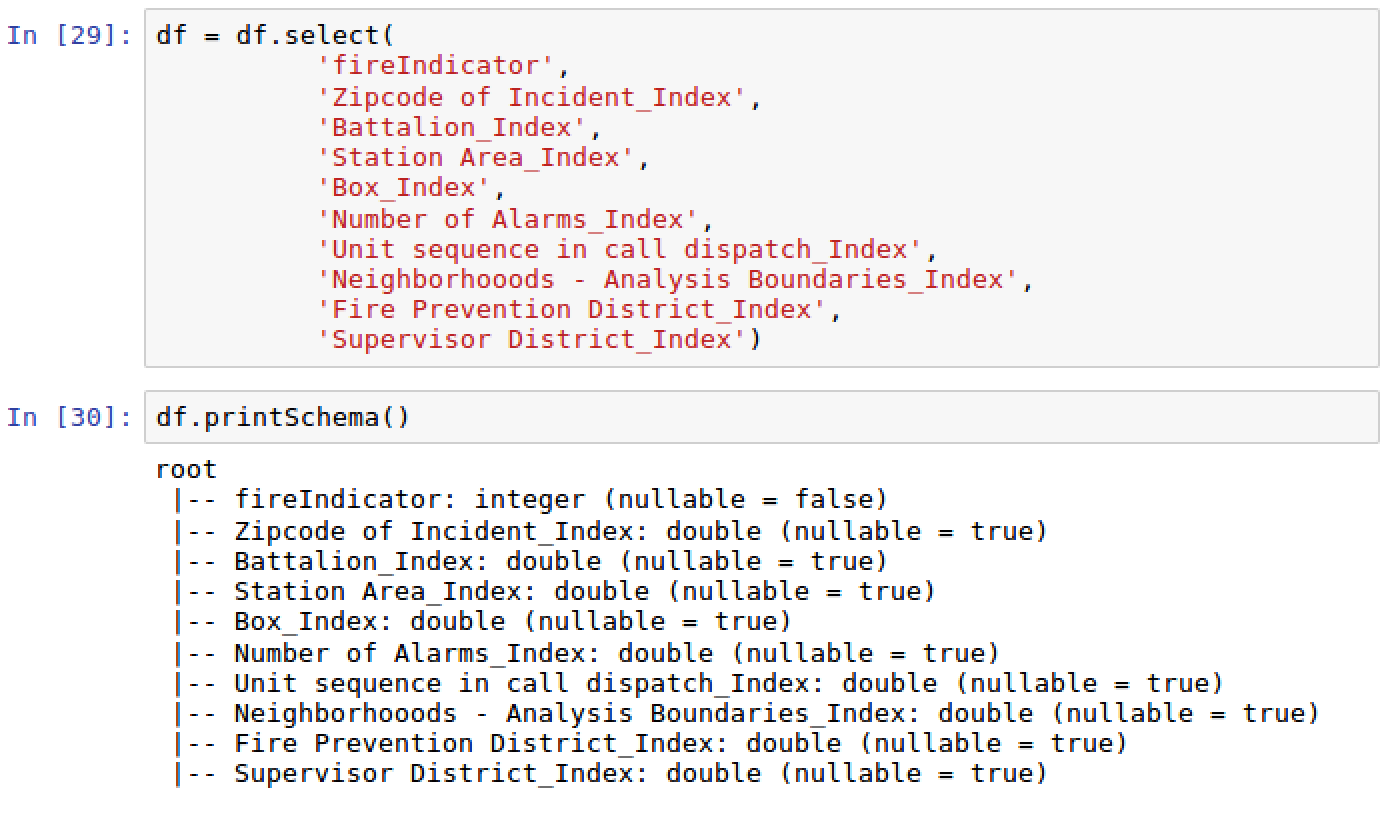 In [29]: df = df.select(
'fireIndicator',
'Zipcode of Incident_Index',
'Battalion_Index',
'Station Area_Index',
'Box_Index',
'Number of Alarms_Index',
'Unit sequence in call dispatch_Index',
'Neighborhooods - Analysis Boundaries_Index',
'Fire Prevention District_Index',
'Supervisor District_Index')
In [30]: df.printSchema()
root
|-- fireIndicator: integer (nullable = false)
|-- Zipcode of Incident_Index: double (nullable = true)
|-- Battalion_Index: double (nullable = true)
|-- Station Area_Index: double (nullable = true)
|-- Box_Index: double (nullable = true)
|-- Number of Alarms_Index: double (nullable = true)
|-- Unit sequence in call dispatch_Index: double (nullable = true)
|-- Neighborhooods - Analysis Boundaries_Index: double (nullable = true)
|-- Fire Prevention District_Index: double (nullable = true)
|-- Supervisor District_Index: double (nullable = true)